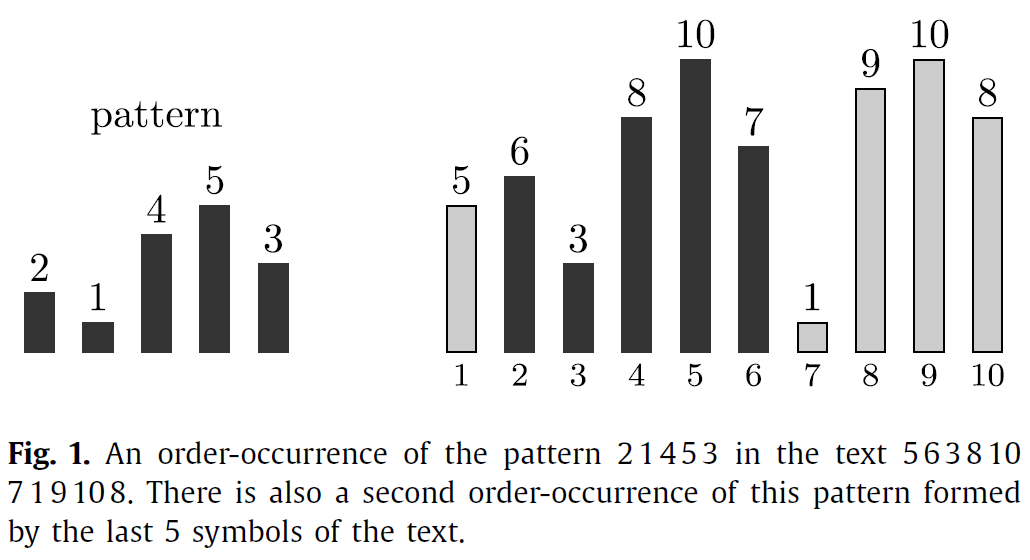 pattern
2 1 4 5 3
5 6 3 8 10 7 1 9 10 8
1 2 3 4 5 6 7 8 9 10
Fig. 1. An order-occurrence of the pattern 2 1 4 5 3 in the text 5 6 3 8 10
7 1 9 10 8. There is also a second order-occurrence of this pattern formed
by the last 5 symbols of the text.